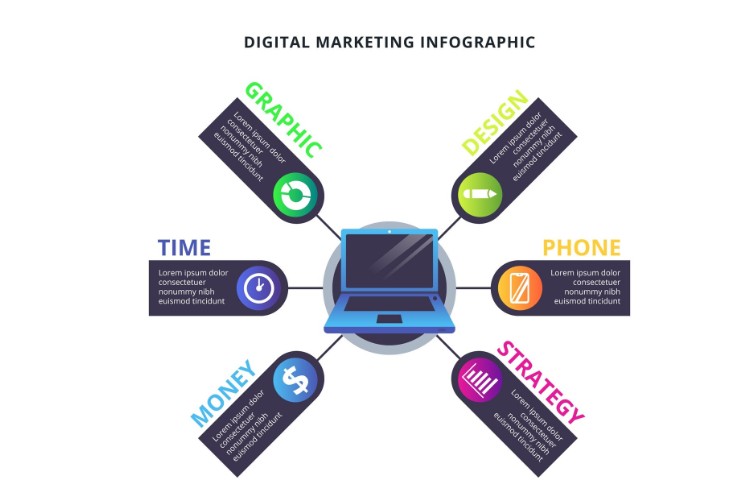 DIGITAL MARKETING INFOGRAPHIC
GRAPHIC
Lorem ipsum dolor
consectetuer
nonummy nibh
euismod tincidunt
DESIGN
Lorem ipsum dolor
consectetuer
nonummy nibh
euismod tincidunt
TIME
Lorem ipsum dolor
consectetuer
nonummy nibh
euismod tincidunt
PHONE
Lorem ipsum dolor
consectetuer
nonummy nibh
euismod tincidunt
MONEY
Lorem ipsum dolor
consectetuer
nonummy nibh
euismod tincidunt
STRATEGY
Lorem ipsum dolor
consectetuer
nonummy nibh
euismod tincidunt